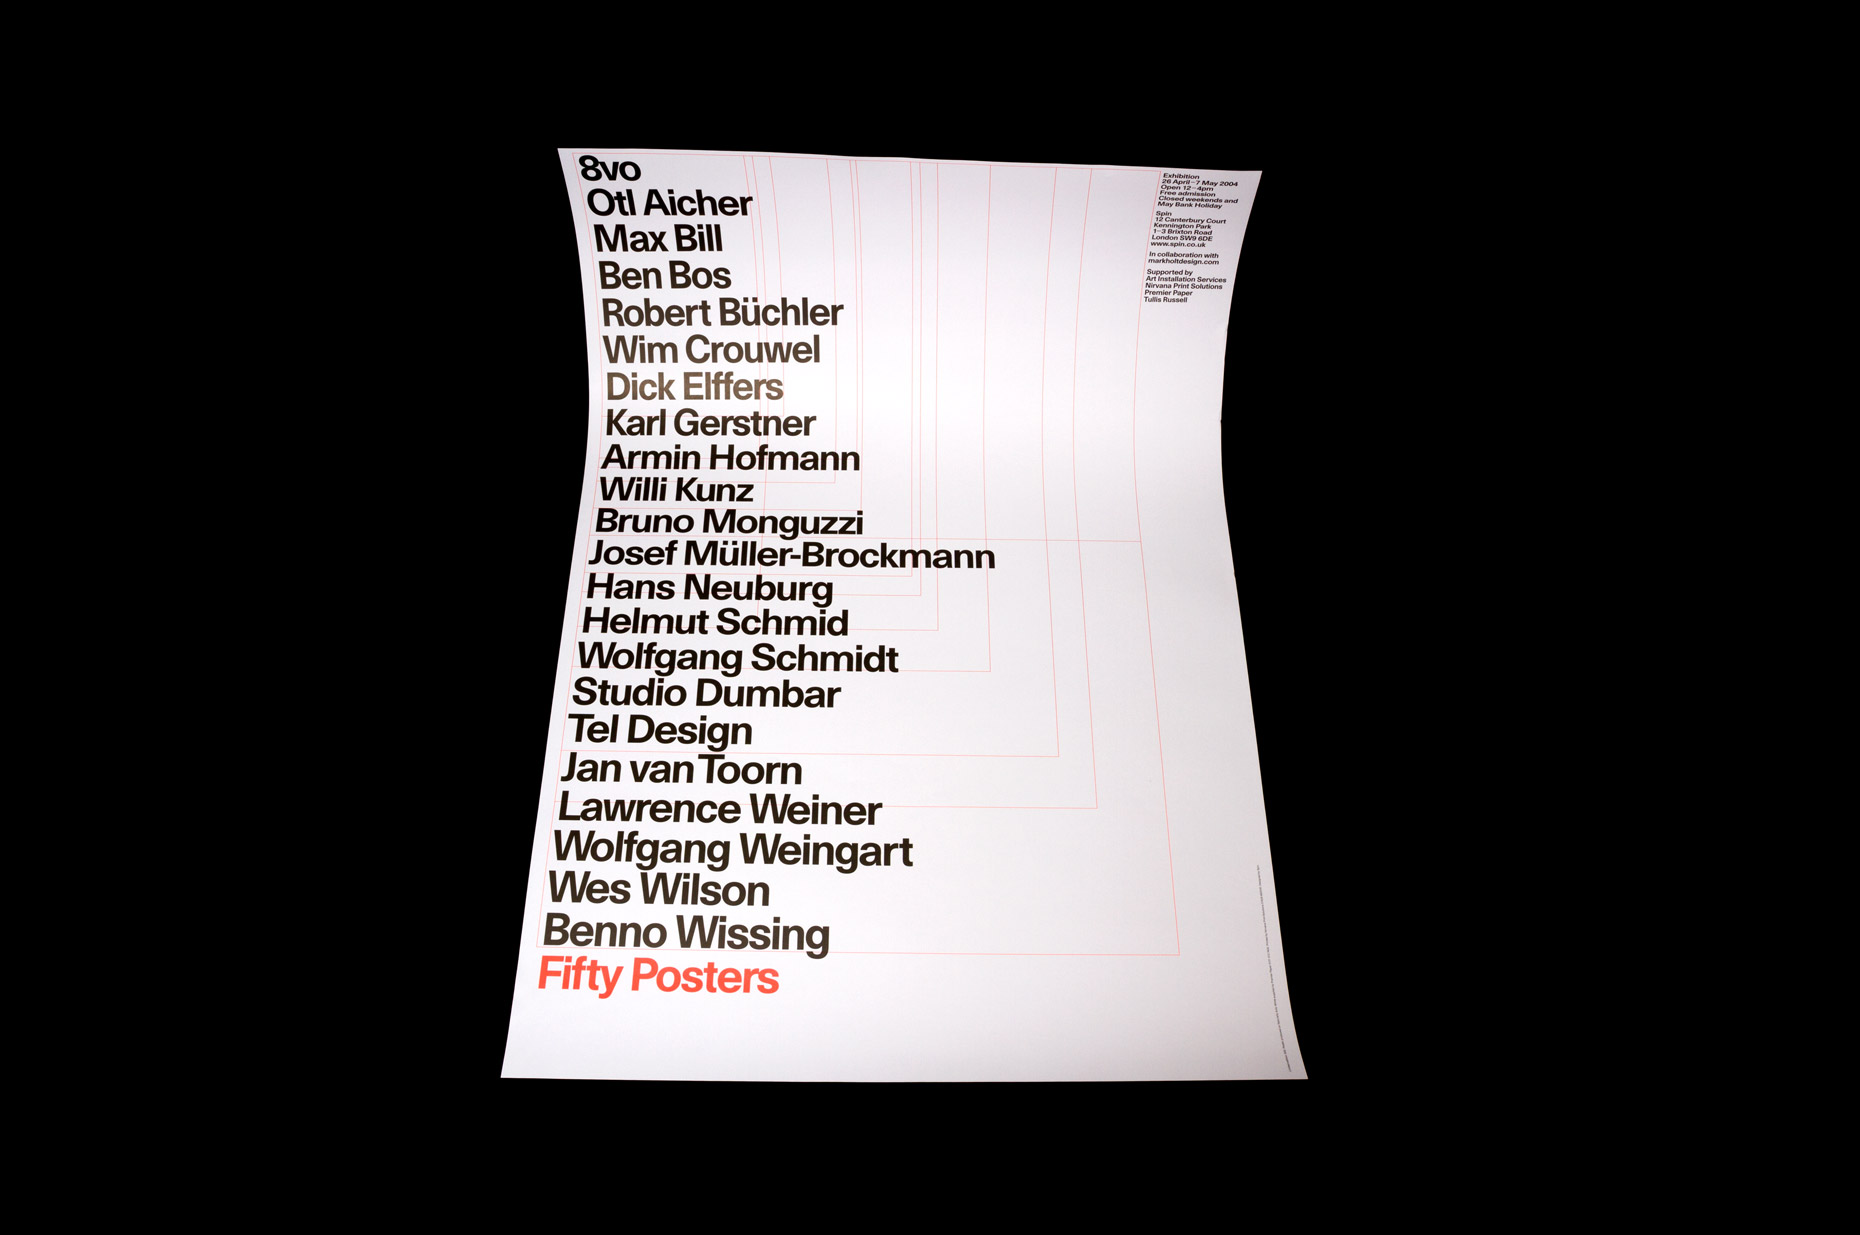 8vo
Otl Aicher
Max Bill
Ben Bos
Robert Büchler
Wim Crouwel
Dick Elffers
Karl Gerstner
Armin Hofmann
Willi Kunz
Bruno Monguzzi
Josef Müller-Brockmann
Hans Neuburg
Helmut Schmid
Wolfgang Schmidt
Studio Dumbar
Tel Design
Jan van Toorn
Lawrence Weiner
Wolfgang Weingart
Wes Wilson
Benno Wissing
Fifty Posters
Exhibition
26 April–7 May 2004
Open 12–4pm
Free admission
Closed weekends and
May Bank Holiday
Spin
12 Canterbury Court
Kennington Park
1–3 Brixton Road
London SW9 6DE
www.spin.co.uk
In collaboration with
markholtdesign.com
Supported by
Art Installation Services
Nirvana Print Solutions
Premier Paper
Tullis Russell